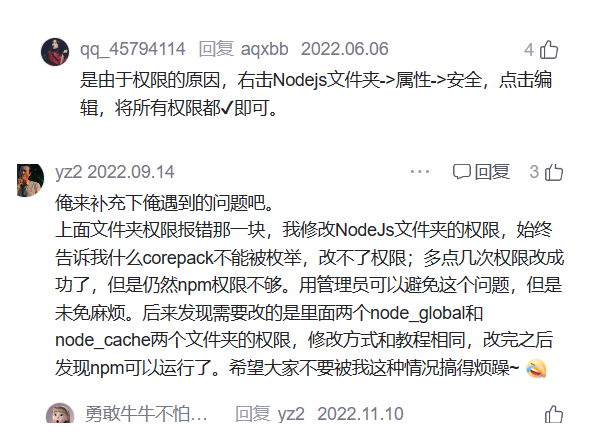 qq_45794114 回复 aqxbb 2022.06.06 4
是由于权限的原因，右击Nodejs文件夹->属性->安全，点击编
辑，将所有权限都✓即可。
yz2 2022.09.14 ··· 回复 3
俺来补充下俺遇到的问题吧。
上面文件夹权限报错那一块，我修改NodeJs文件夹的权限，始终
告诉我什么corepack不能被枚举，改不了权限；多点几次权限改成
功了，但是仍然npm权限不够。用管理员可以避免这个问题，但是
未免麻烦。后来发现需要改的是里面两个node_global和
node_cache两个文件夹的权限，修改方式和教程相同，改完之后
发现npm可以运行了。希望大家不要被我这种情况搞得烦躁~ 🤣
勇敢牛牛不怕… 回复 yz2 2022.11.10